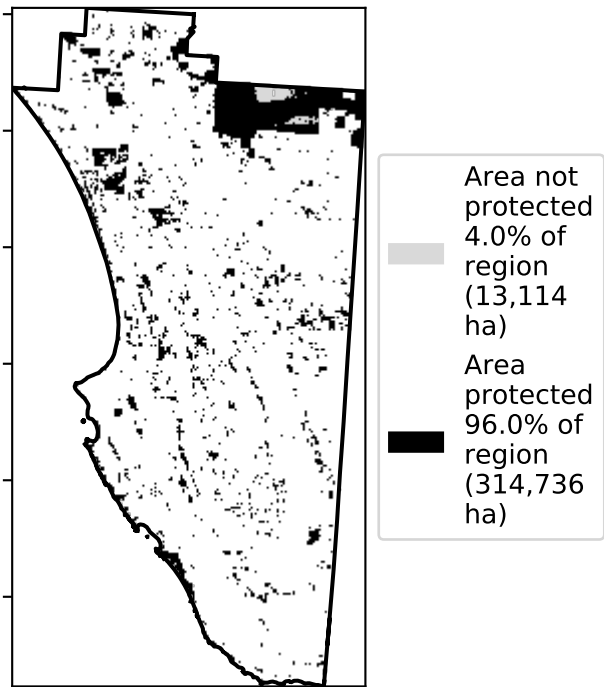 Area not
protected
4.0% of
region
(13,114
ha)
Area
protected
96.0% of
region
(314,736
ha)